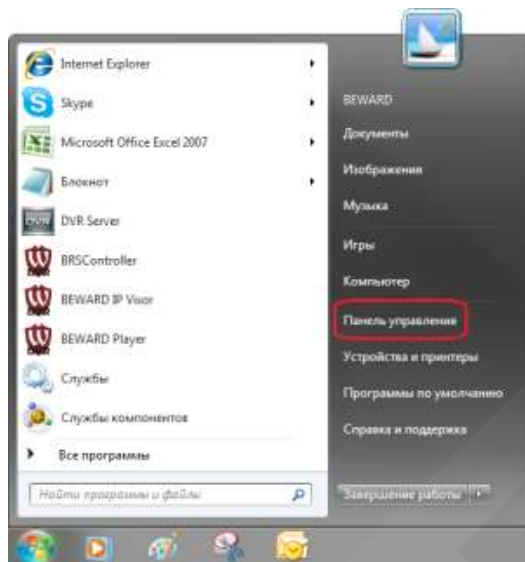 Internet Explorer
Skype
Microsoft Office Excel 2007
Блокнот
DVR Server
BRSController
BEWARD IP Visor
BEWARD Player
Службы
Службы компонентов
Все программы
Найти программы и файлы
BEWARD
Документы
Изображения
Музыка
Игры
Компьютер
Панель управления
Устройства и принтеры
Программы по умолчанию
Справка и поддержка
Завершение работы